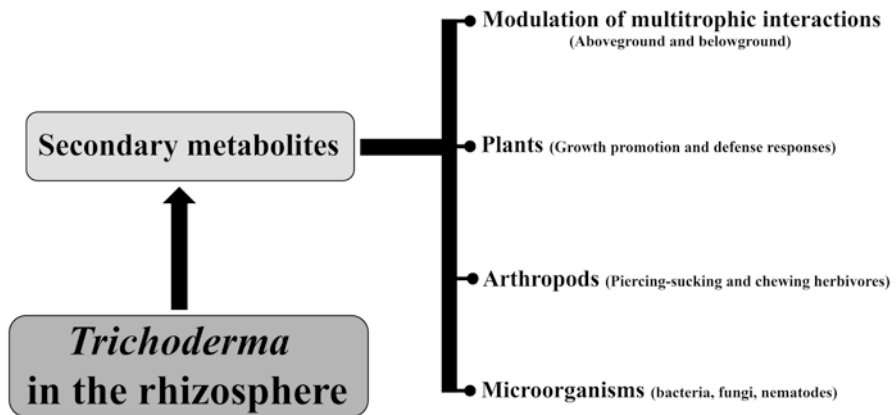 Modulation of multitrophic interactions
(Aboveground and belowground)
Secondary metabolites
Plants (Growth promotion and defense responses)
Arthropods (Piercing-sucking and chewing herbivores)
Trichoderma
in the rhizosphere
Microorganisms (bacteria, fungi, nematodes)